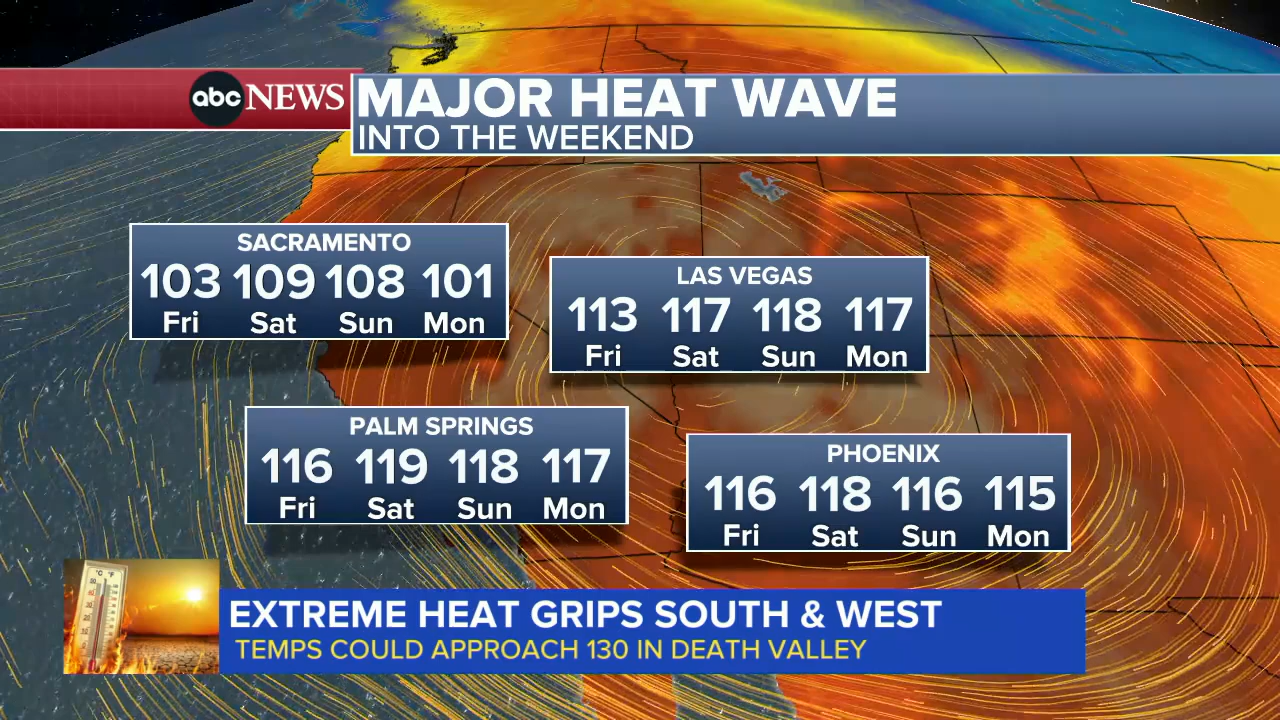 abc NEWS
MAJOR HEAT WAVE
INTO THE WEEKEND
SACRAMENTO
103 109 108 101
Fri Sat Sun Mon
LAS VEGAS
113 117 118 117
Fri Sat Sun Mon
PALM SPRINGS
116 119 118 117
Fri Sat Sun Mon
PHOENIX
116 118 116 115
Fri Sat Sun Mon
°C °F
EXTREME HEAT GRIPS SOUTH & WEST
TEMPS COULD APPROACH 130 IN DEATH VALLEY